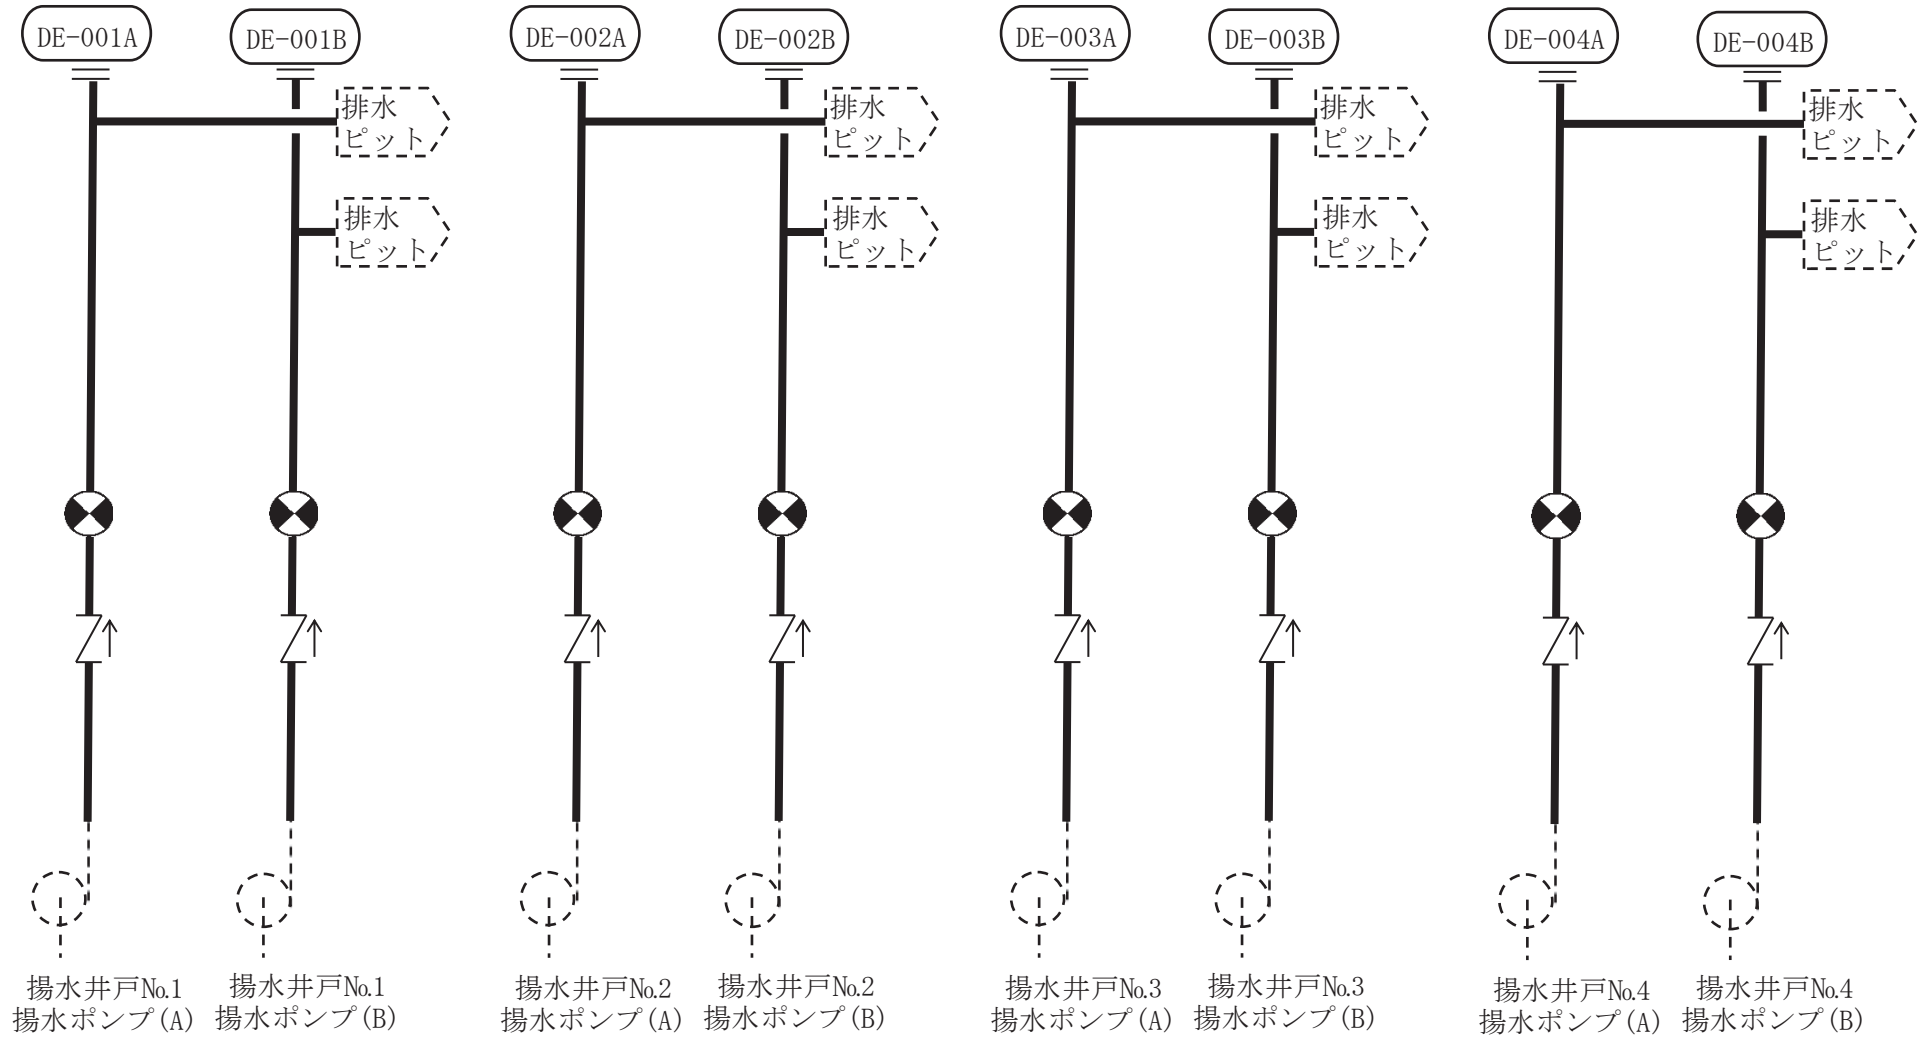 DE-001A
DE-001B
DE-002A
DE-002B
DE-003A
DE-003B
DE-004A
DE-004B
排水
ピット
排水
ピット
排水
ピット
排水
ピット
排水
ピット
排水
ピット
排水
ピット
排水
ピット
揚水井戸№1
揚水ポンプ(A)
揚水井戸№1
揚水ポンプ(B)
揚水井戸№2
揚水ポンプ(A)
揚水井戸№2
揚水ポンプ(B)
揚水井戸№3
揚水ポンプ(A)
揚水井戸№3
揚水ポンプ(B)
揚水井戸№4
揚水ポンプ(A)
揚水井戸№4
揚水ポンプ(B)